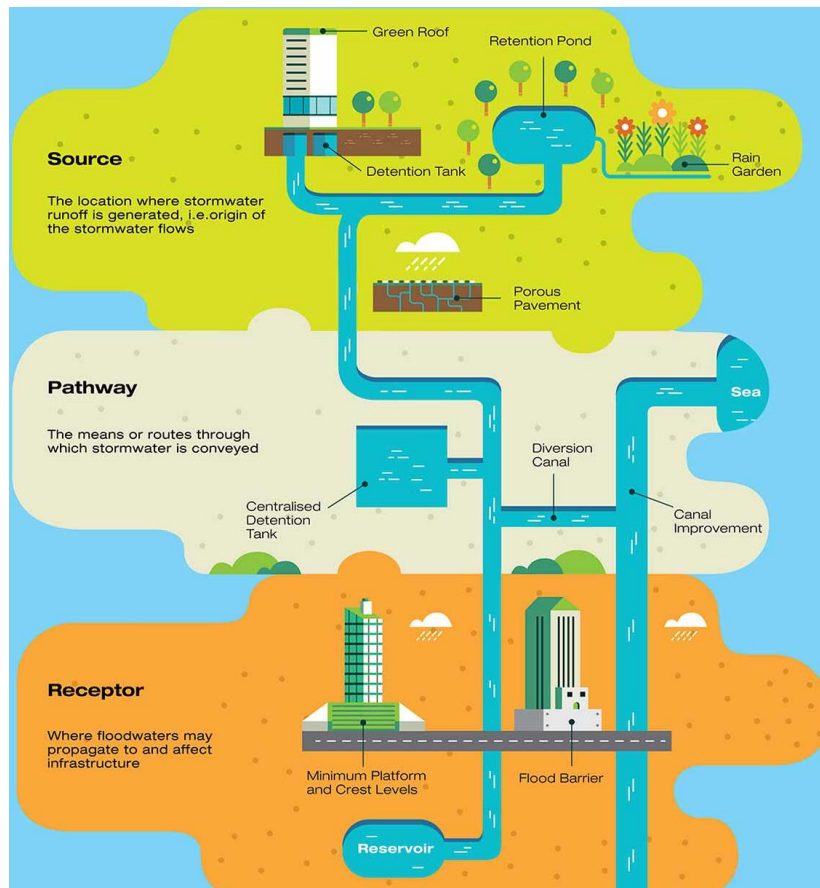 Green Roof
Retention Pond
Source
Detention Tank
Rain
Garden
The location where stormwater
runoff is generated, i.e.origin of
the stormwater flows
Porous
Pavement
Pathway
Sea
The means or routes through
which stormwater is conveyed
Diversion
Canal
Centralised
Detention
Tank
Canal
Improvement
Receptor
Where floodwaters may
propagate to and affect
infrastructure
Minimum Platform
and Crest Levels
Flood Barrier
Reservoir